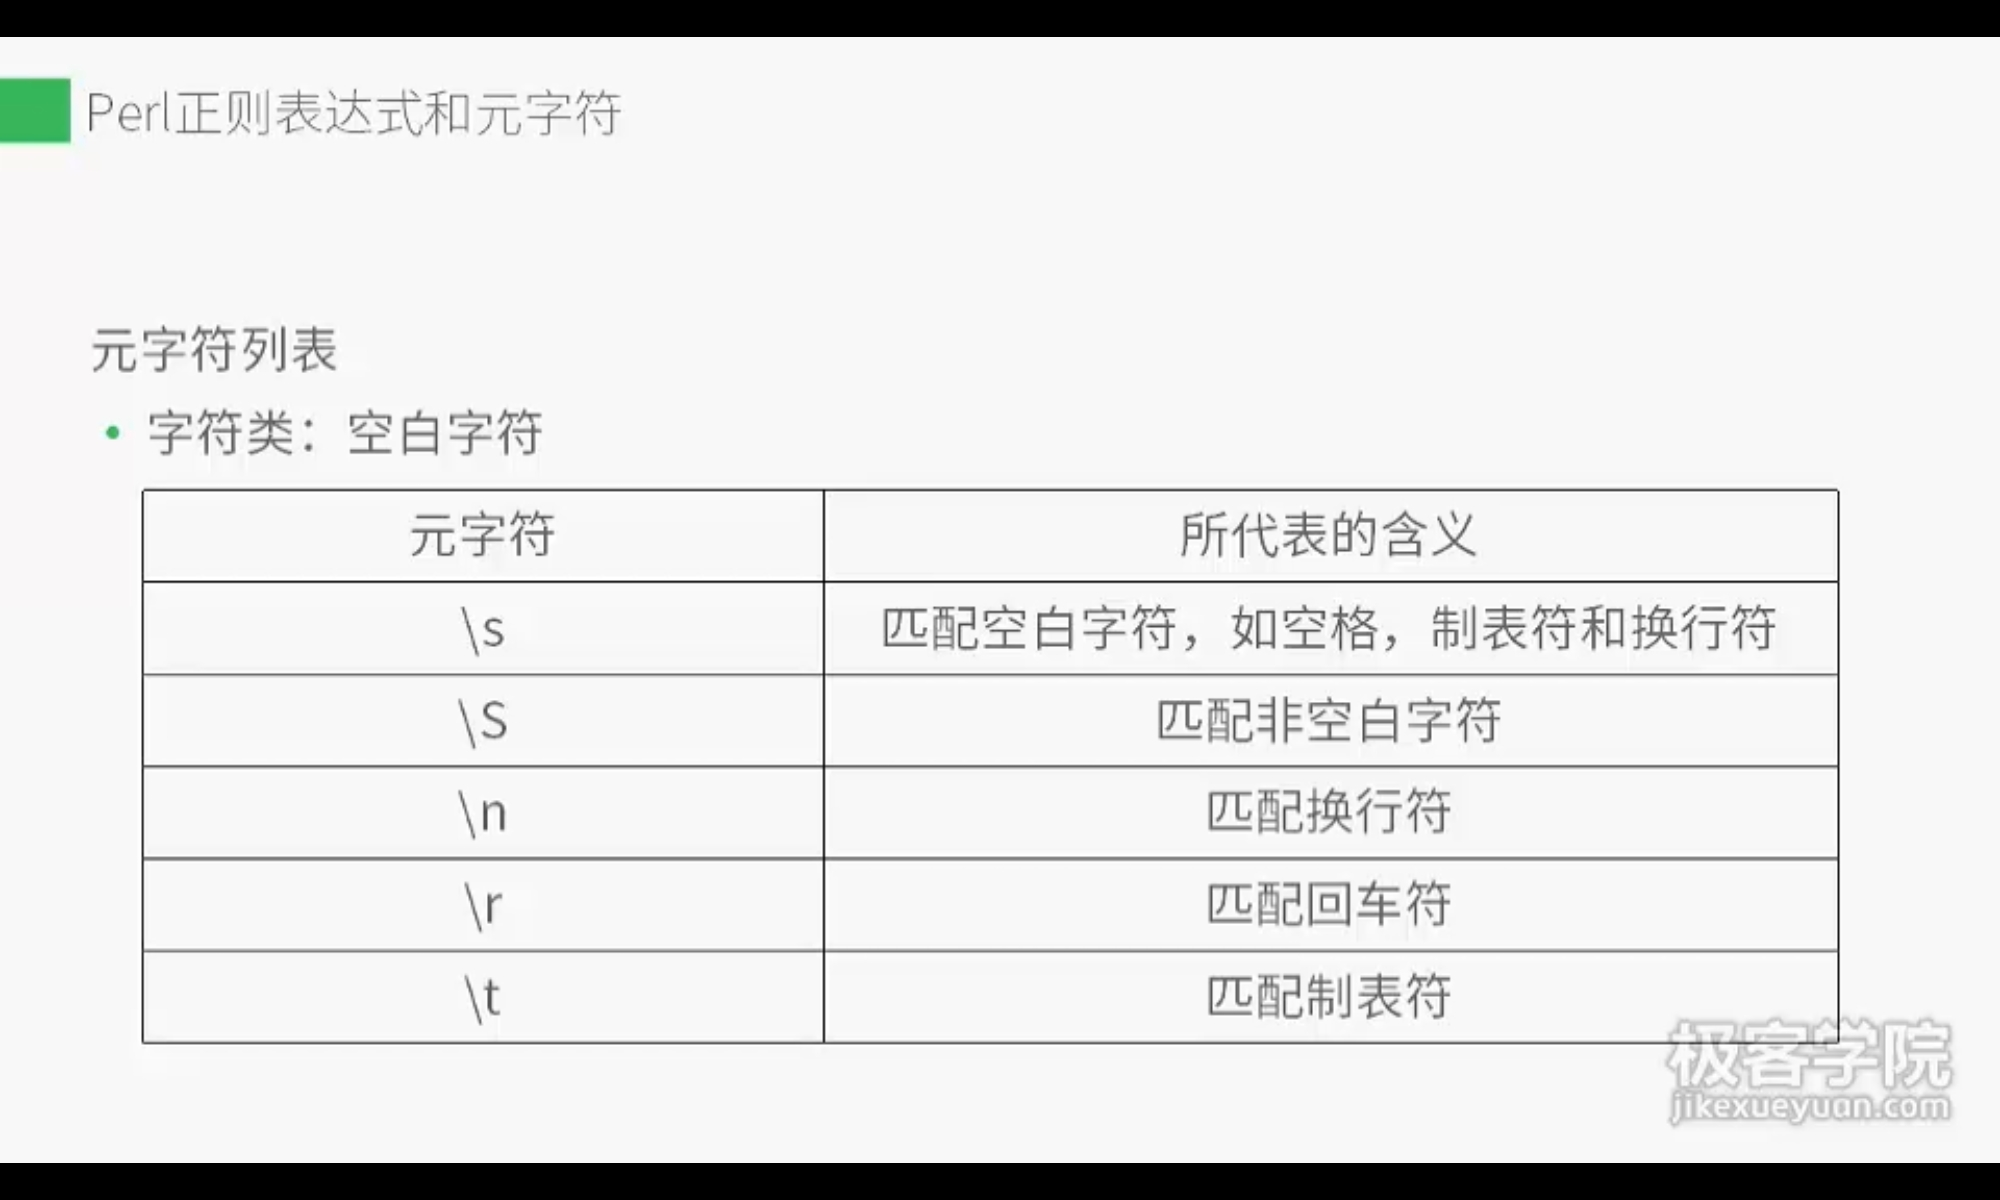 Perl正则表达式和元字符
元字符列表
• 字符类：空白字符
元字符 所代表的含义
\s 匹配空白字符，如空格，制表符和换行符
\S 匹配非空白字符
\n 匹配换行符
\r 匹配回车符
\t 匹配制表符
极客学院
jikexueyuan.com